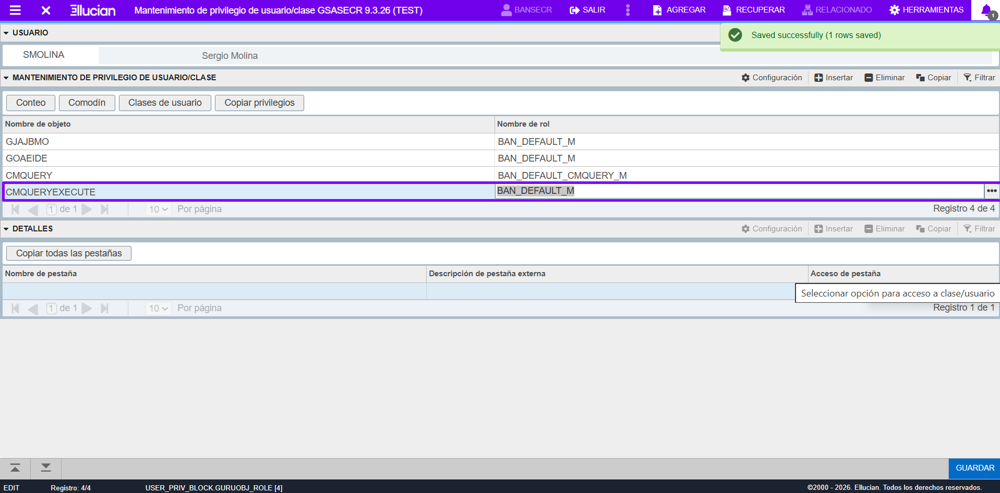 Ellucian Mantenimiento de privilegio de usuario/clase GSASECR 9.3.26 (TEST) BANSECR SALIR AGREGAR RECUPERAR RELACIONADO HERRAMIENTAS 1
USUARIO
Saved successfully (1 rows saved)
SMOLINA Sergio Molina
MANTENIMIENTO DE PRIVILEGIO DE USUARIO/CLASE Configuración Insertar Eliminar Copiar Filtrar
Conteo Comodín Clases de usuario Copiar privilegios
Nombre de objeto Nombre de rol
GJAJBMO BAN_DEFAULT_M
GOAEIDE BAN_DEFAULT_M
CMQUERY BAN_DEFAULT_CMQUERY_M
CMQUERYEXECUTE BAN_DEFAULT_M
1 de 1 10 Por página Registro 4 de 4
DETALLES Configuración Insertar Eliminar Copiar Filtrar
Copiar todas las pestañas
Nombre de pestaña Descripción de pestaña externa Acceso de pestaña
Seleccionar opción para acceso a clase/usuario
1 de 1 10 Por página Registro 1 de 1
GUARDAR
EDIT Registro: 4/4 USER_PRIV_BLOCK.GURUOBJ_ROLE [4] ©2000 - 2026. Ellucian. Todos los derechos reservados.